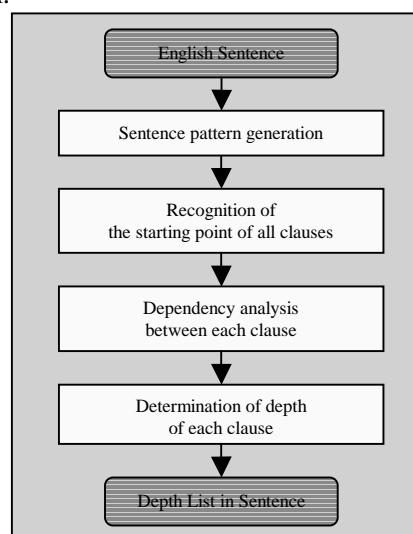 English Sentence
Sentence pattern generation
Recognition of
the starting point of all clauses
Dependency analysis
between each clause
Determination of depth
of each clause
Depth List in Sentence